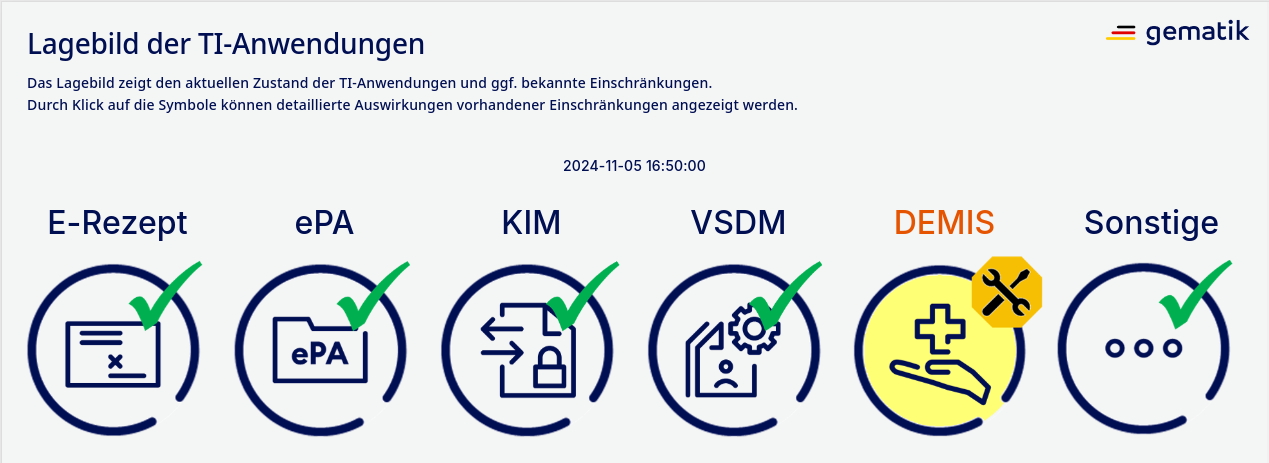 gematik
Lagebild der TI-Anwendungen
Das Lagebild zeigt den aktuellen Zustand der TI-Anwendungen und ggf. bekannte Einschränkungen.
Durch Klick auf die Symbole können detaillierte Auswirkungen vorhandener Einschränkungen angezeigt werden.
2024-11-05 16:50:00
E-Rezept ePA KIM VSDM DEMIS Sonstige
ePA